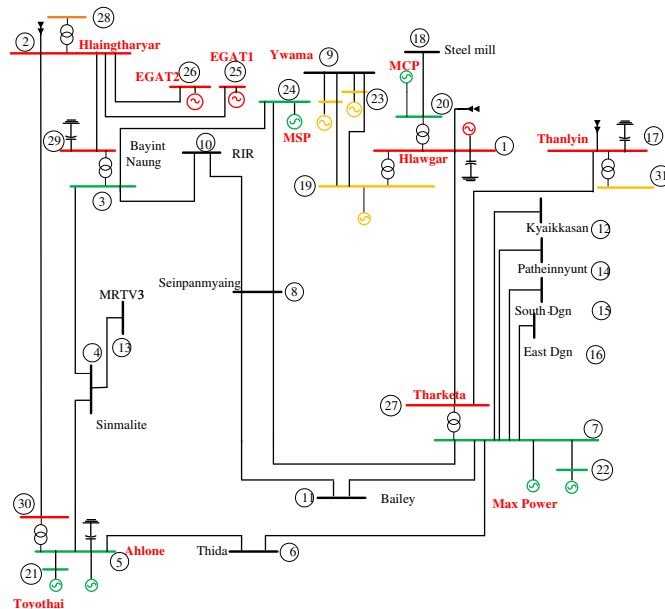 28
2
Hlaingtharyar
EGAT2
26
EGAT1
25
24
MSP
Ywama
9
23
18
Steel mill
MCP
20
Hlawgar
1
Thanlyin
17
31
29
Bayint
Naung
3
10
RIR
19
Kyaikkasan
12
Patheinnyunt
14
South Dgn
15
East Dgn
16
Seinpanmyaing
8
MRTV3
13
4
Sinmalite
Tharketa
27
7
22
Max Power
11
Bailey
30
Ahlone
5
21
Toyothai
Thida
6